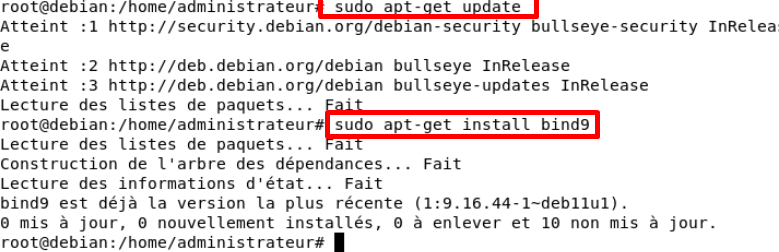 root@debian:/home/administrateur# sudo apt-get update
Atteint :1 http://security.debian.org/debian-security bullseye-security InRelea
e
Atteint :2 http://deb.debian.org/debian bullseye InRelease
Atteint :3 http://deb.debian.org/debian bullseye-updates InRelease
Lecture des listes de paquets... Fait
root@debian:/home/administrateur# sudo apt-get install bind9
Lecture des listes de paquets... Fait
Construction de l'arbre des dépendances... Fait
Lecture des informations d'état... Fait
bind9 est déjà la version la plus récente (1:9.16.44-1~deb11u1).
0 mis à jour, 0 nouvellement installés, 0 à enlever et 10 non mis à jour.
root@debian:/home/administrateur#